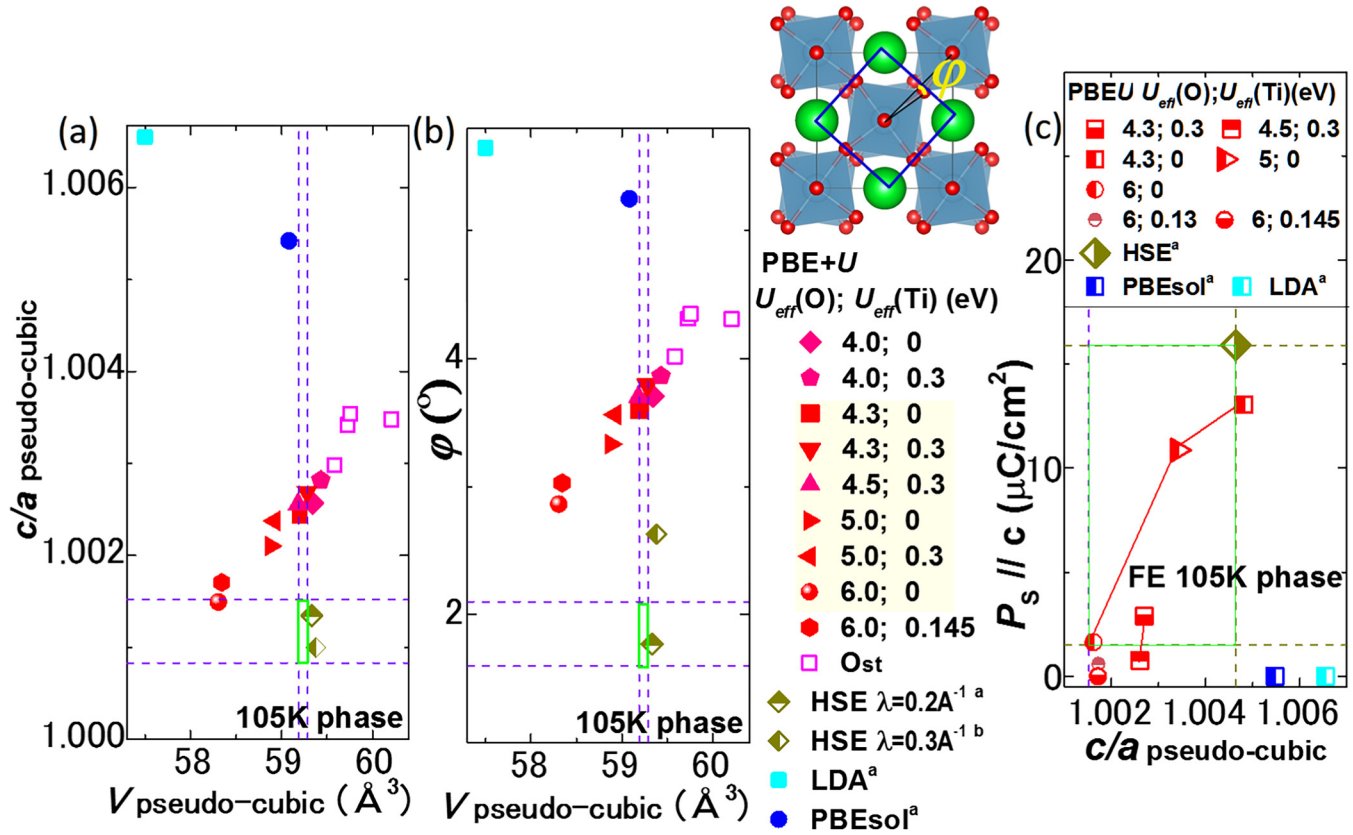 (a)
1.006
1.004
1.002
1.000
c/a pseudo-cubic
105K phase
58
59
60
V pseudo-cubic (Å³)
(b)
4
2
φ (°)
105K phase
58
59
60
V pseudo-cubic (Å³)
φ
PBE+U
U_eff(O); U_eff(Ti) (eV)
4.0; 0
4.0; 0.3
4.3; 0
4.3; 0.3
4.5; 0.3
5.0; 0
5.0; 0.3
6.0; 0
6.0; 0.145
Ost
HSE λ=0.2A⁻¹ ᵃ
HSE λ=0.3A⁻¹ ᵇ
LDAᵃ
PBEsolᵃ
(c)
PBEU U_eff(O);U_eff(Ti)(eV)
4.3; 0.3 4.5; 0.3
4.3; 0 5; 0
6; 0
6; 0.13 6; 0.145
HSEᵃ
PBEsolᵃ LDAᵃ
20
10
0
P_s // c (μC/cm²)
FE 105K phase
1.002 1.004 1.006
c/a pseudo-cubic